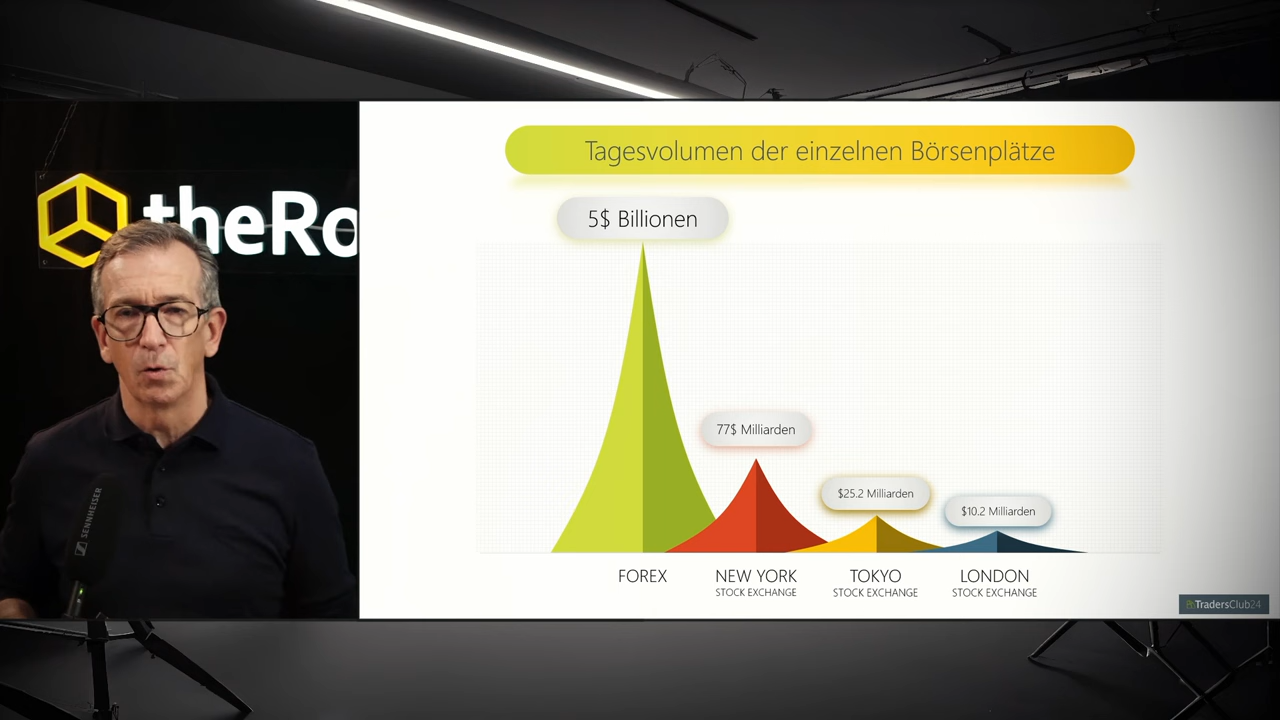 theRo
SENNHEISER
Tagesvolumen der einzelnen Börsenplätze
5$ Billionen
77$ Milliarden
$25.2 Milliarden
$10.2 Milliarden
FOREX
NEW YORK
STOCK EXCHANGE
TOKYO
STOCK EXCHANGE
LONDON
STOCK EXCHANGE
TradersClub24